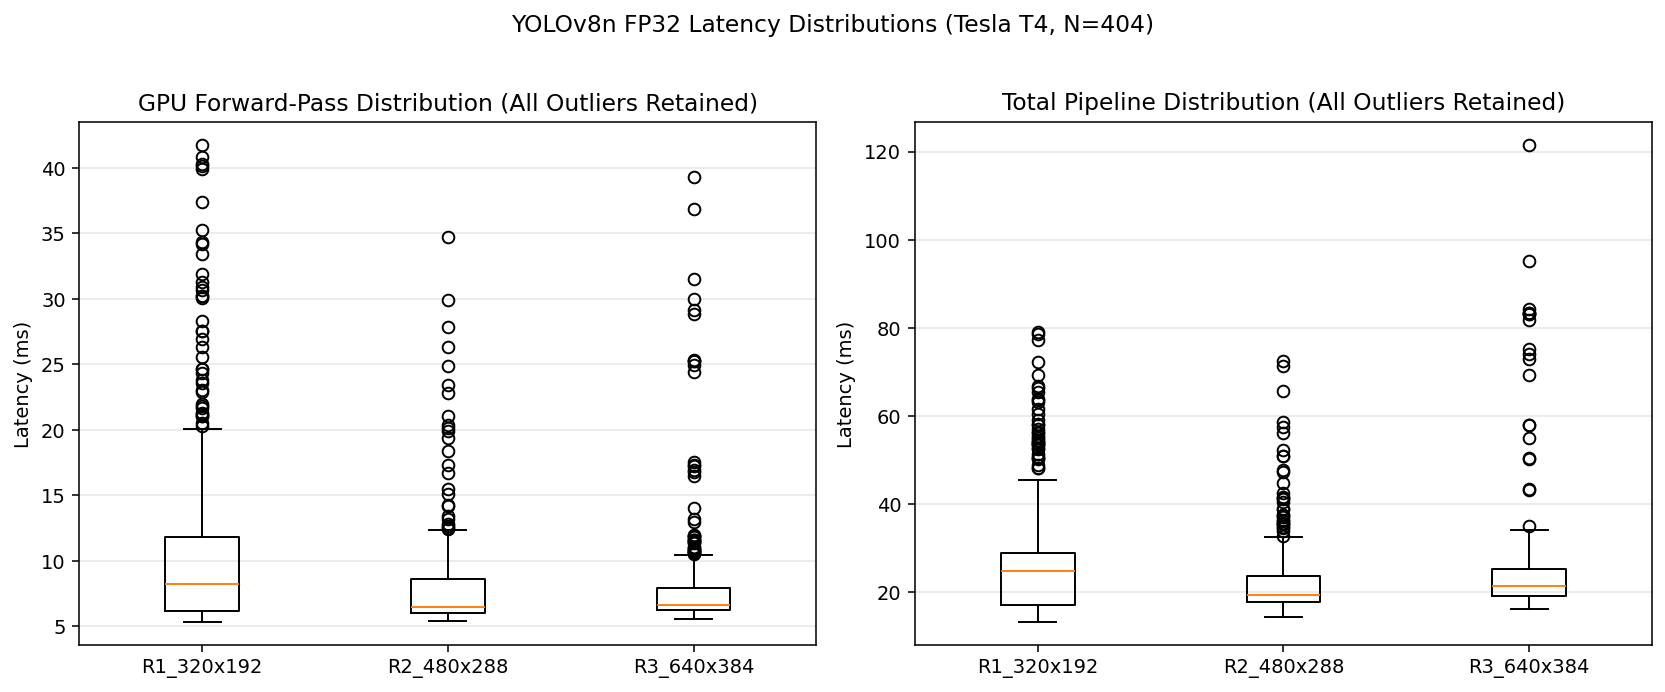 YOLOv8n FP32 Latency Distributions (Tesla T4, N=404)
GPU Forward-Pass Distribution (All Outliers Retained)
Latency (ms)
40
35
30
25
20
15
10
5
R1_320x192
R2_480x288
R3_640x384
Total Pipeline Distribution (All Outliers Retained)
Latency (ms)
120
100
80
60
40
20
R1_320x192
R2_480x288
R3_640x384